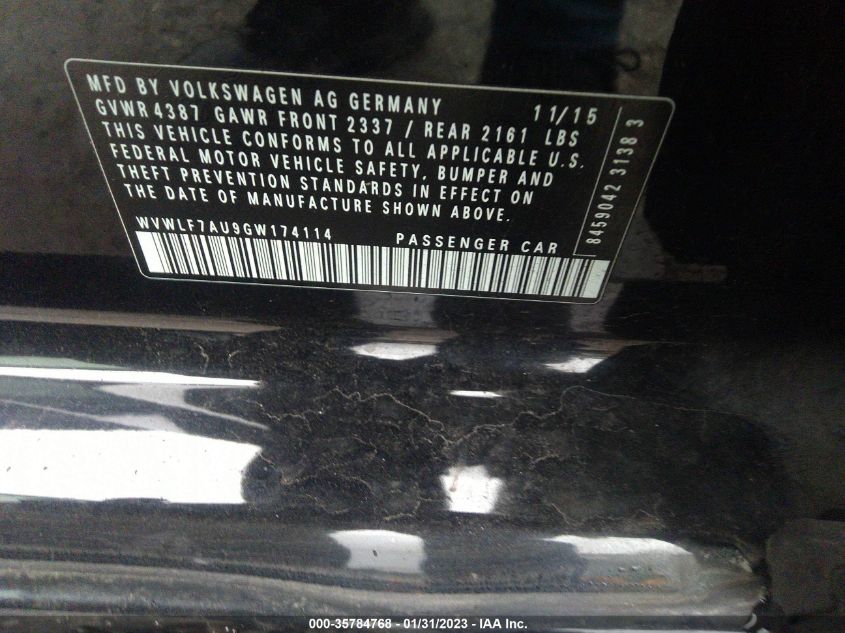 MFD BY VOLKSWAGEN AG GERMANY 11/15
GVWR 4387 GAWR FRONT 2337 / REAR 2161 LBS
THIS VEHICLE CONFORMS TO ALL APPLICABLE U.S.
FEDERAL MOTOR VEHICLE SAFETY, BUMPER AND
THEFT PREVENTION STANDARDS IN EFFECT ON
THE DATE OF MANUFACTURE SHOWN ABOVE.
WVWLF7AU9GW174114 PASSENGER CAR
8459042 3138 3
000-35784768 - 01/31/2023 - IAA Inc.